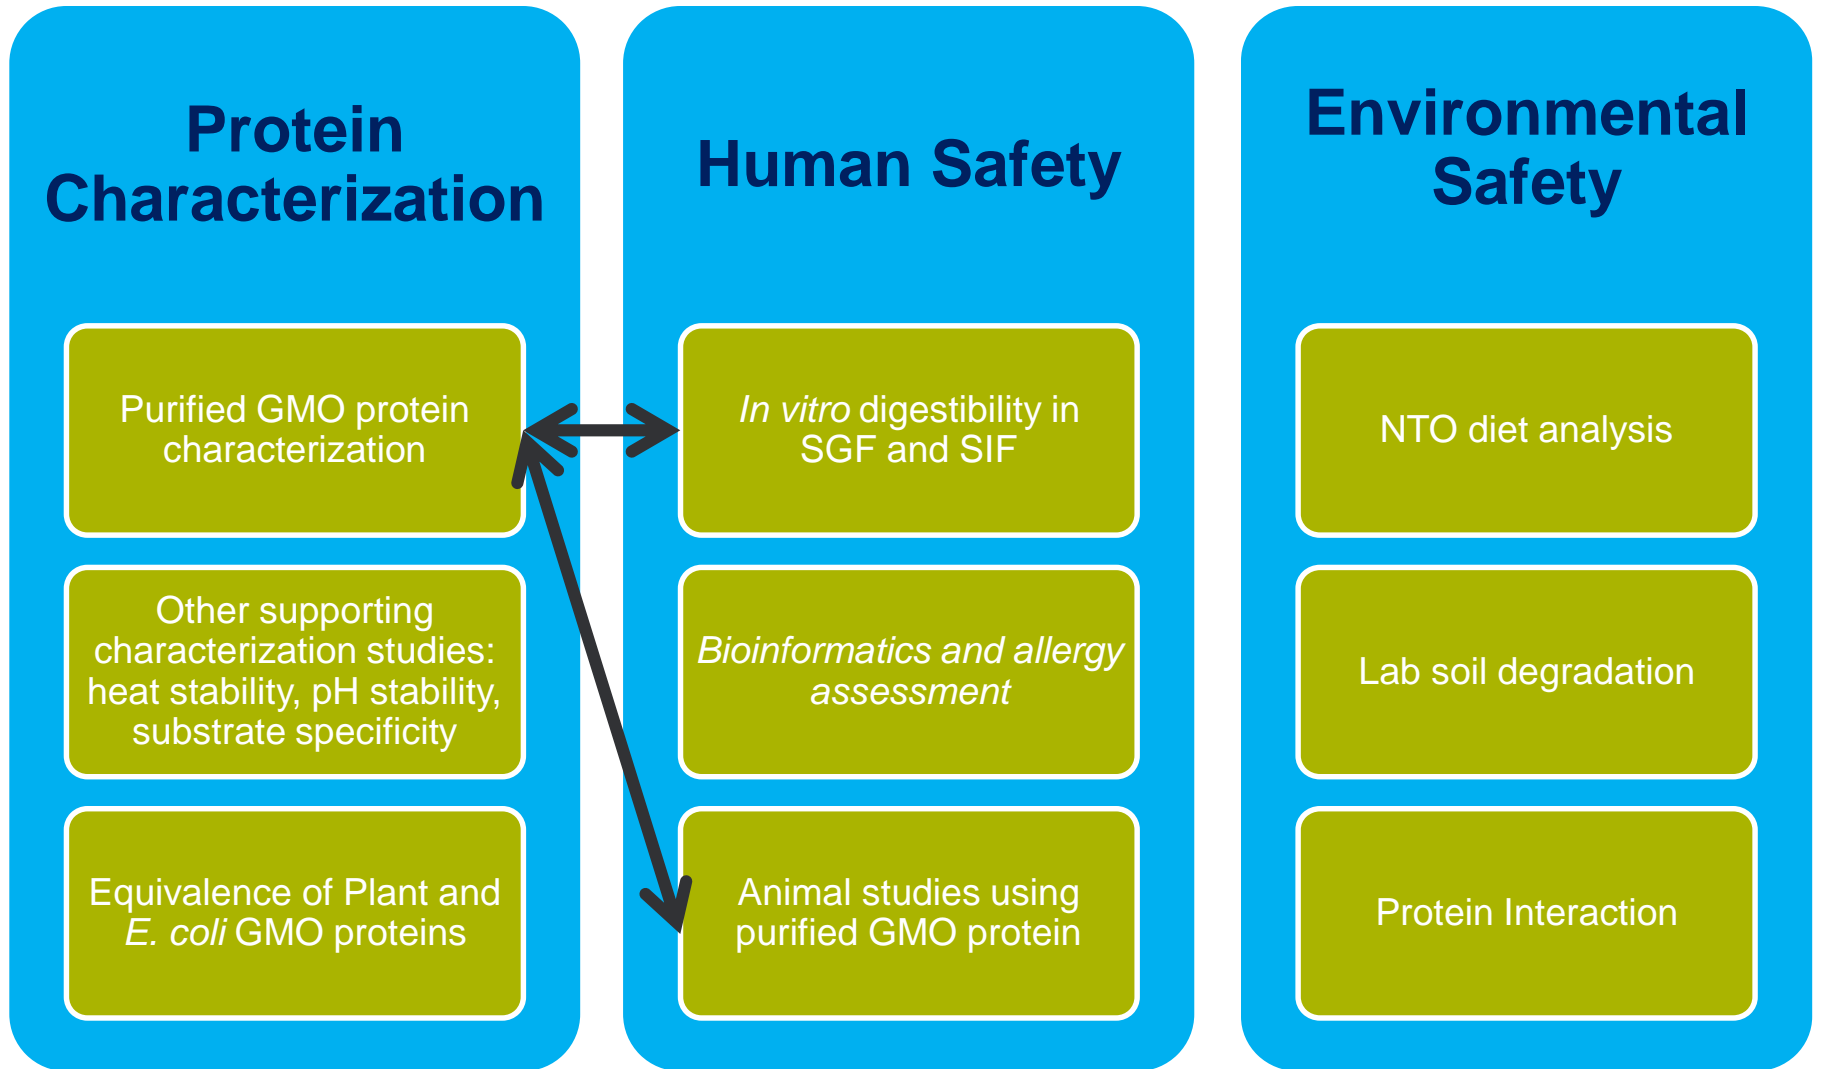 Protein
Characterization
Purified GMO protein
characterization
Other supporting
characterization studies:
heat stability, pH stability,
substrate specificity
Equivalence of Plant and
E. coli GMO proteins
Human Safety
In vitro digestibility in
SGF and SIF
Bioinformatics and allergy
assessment
Animal studies using
purified GMO protein
Environmental
Safety
NTO diet analysis
Lab soil degradation
Protein Interaction